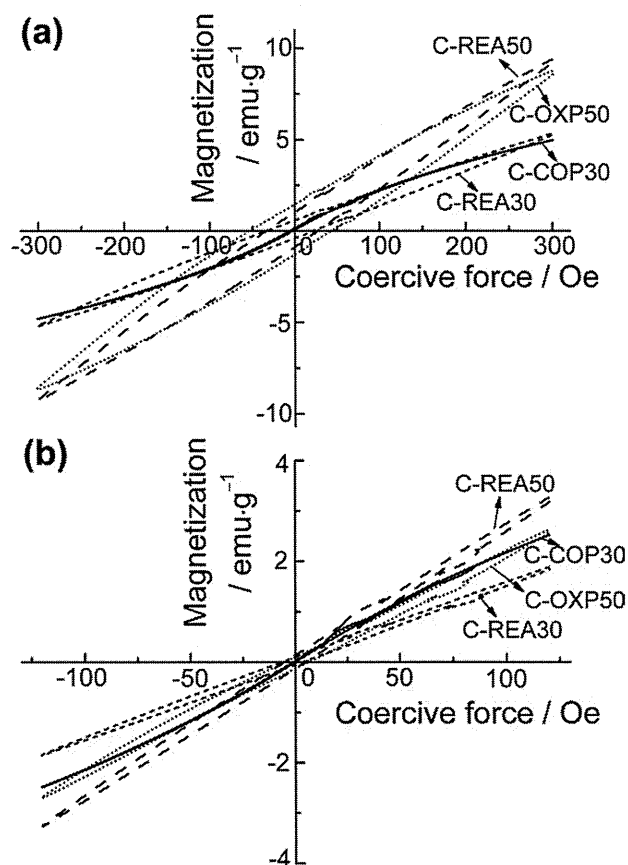 (a)
Magnetization
/ emu·g⁻¹
10
5
-5
-10
-300
-200
-100
0
100
200
300
Coercive force / Oe
C-REA50
C-OXP50
C-COP30
C-REA30
(b)
Magnetization
/ emu·g⁻¹
4
2
-2
-4
-100
-50
0
50
100
Coercive force / Oe
C-REA50
C-COP30
C-OXP50
C-REA30